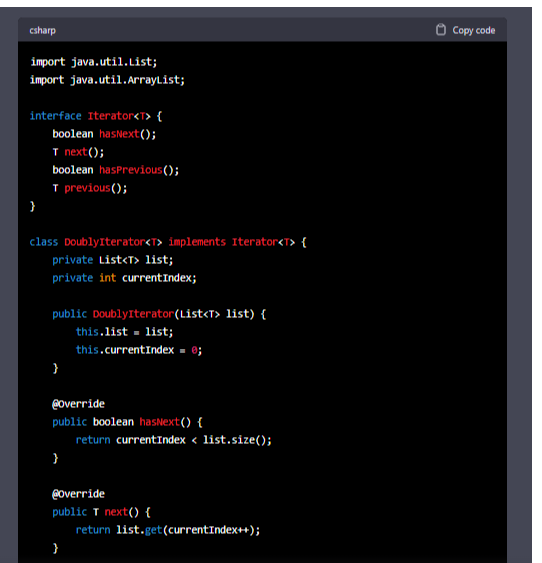 csharp
Copy code
import java.util.List;
import java.util.ArrayList;
interface Iterator<T> {
    boolean hasNext();
    T next();
    boolean hasPrevious();
    T previous();
}
class DoublyIterator<T> implements Iterator<T> {
    private List<T> list;
    private int currentIndex;
    public DoublyIterator(List<T> list) {
        this.list = list;
        this.currentIndex = 0;
    }
    @Override
    public boolean hasNext() {
        return currentIndex < list.size();
    }
    @Override
    public T next() {
        return list.get(currentIndex++);
    }